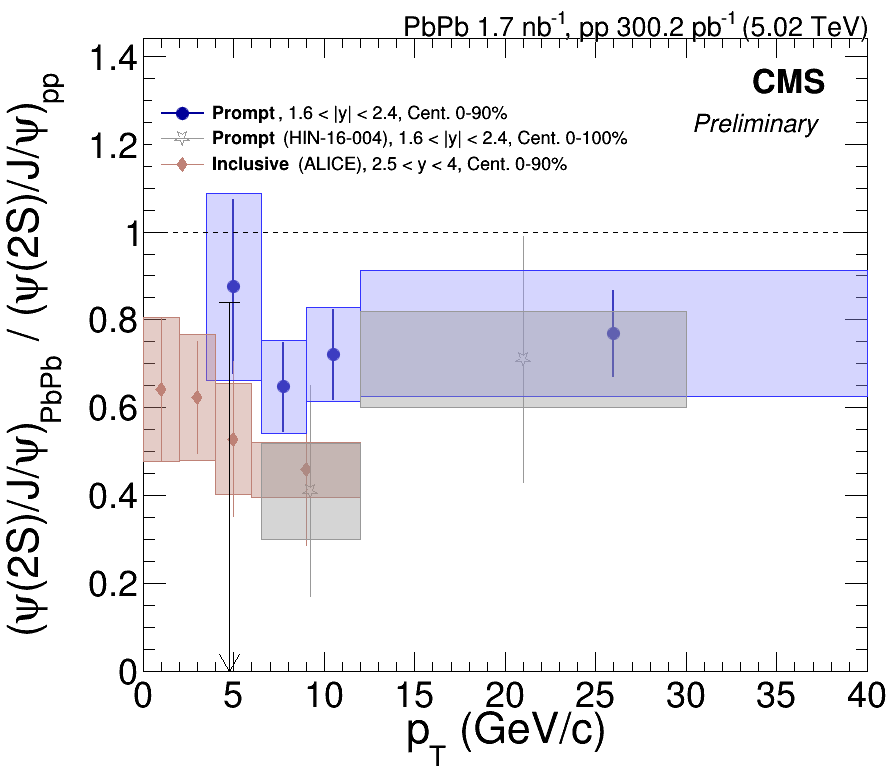 PbPb 1.7 nb⁻¹, pp 300.2 pb⁻¹ (5.02 TeV)
CMS
Preliminary
Prompt , 1.6 < |y| < 2.4, Cent. 0-90%
Prompt (HIN-16-004), 1.6 < |y| < 2.4, Cent. 0-100%
Inclusive (ALICE), 2.5 < y < 4, Cent. 0-90%
(ψ(2S)/J/ψ)_PbPb / (ψ(2S)/J/ψ)_pp
1.4
1.2
1
0.8
0.6
0.4
0.2
0
0 5 10 15 20 25 30 35 40
p_T (GeV/c)